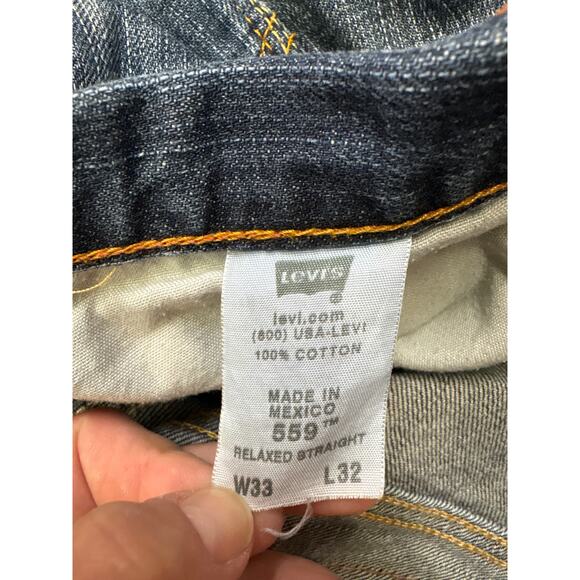 Levi's
®
levi.com
(800) USA-LEVI
100% COTTON
MADE IN
MEXICO
559™
RELAXED STRAIGHT
W33 L32